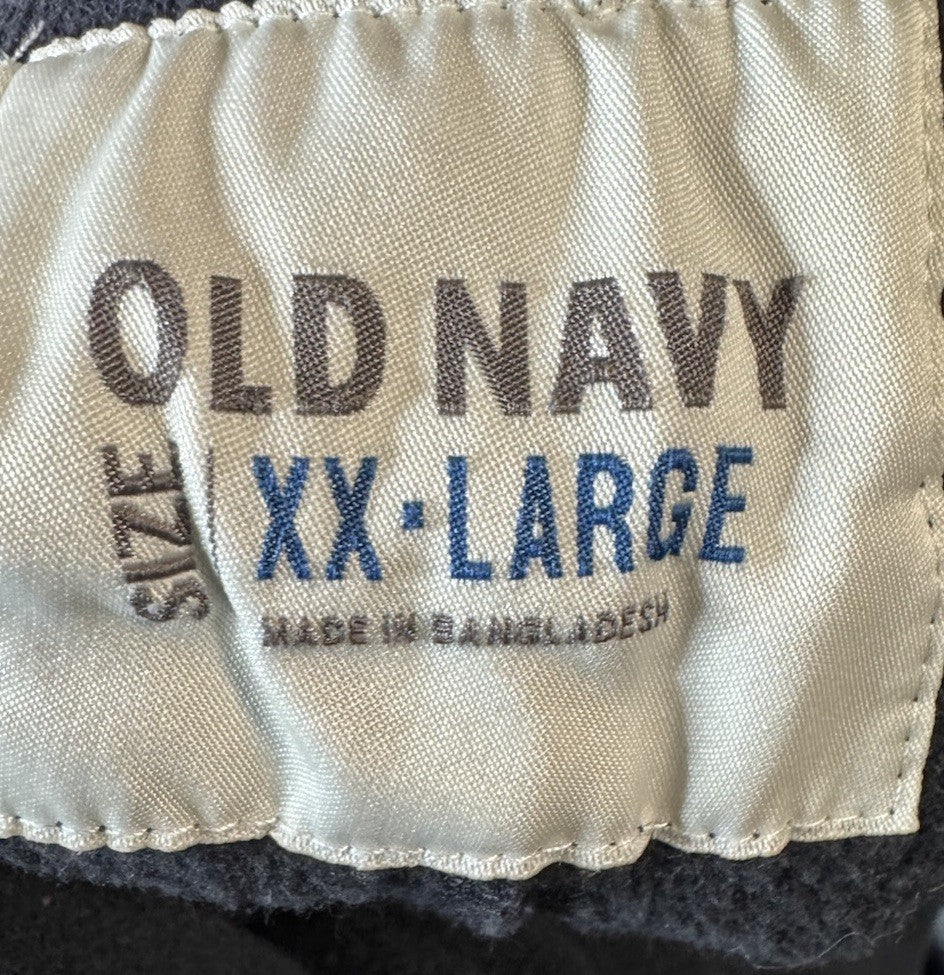 OLD NAVY
SIZE
XX·LARGE
MADE IN BANGLADESH